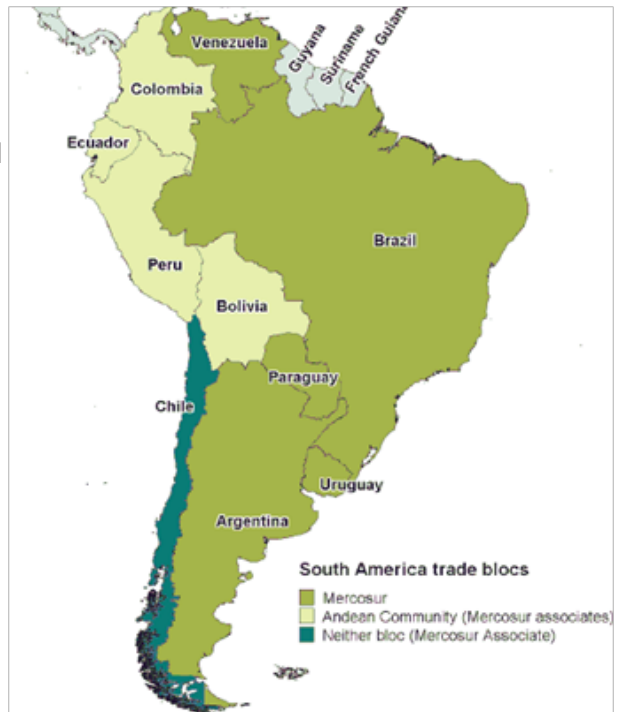 Venezuela
Guyana
Suriname
French Guiana
Colombia
Ecuador
Brazil
Peru
Bolivia
Paraguay
Chile
Uruguay
Argentina
South America trade blocs
Mercosur
Andean Community (Mercosur associates)
Neither bloc (Mercosur Associate)